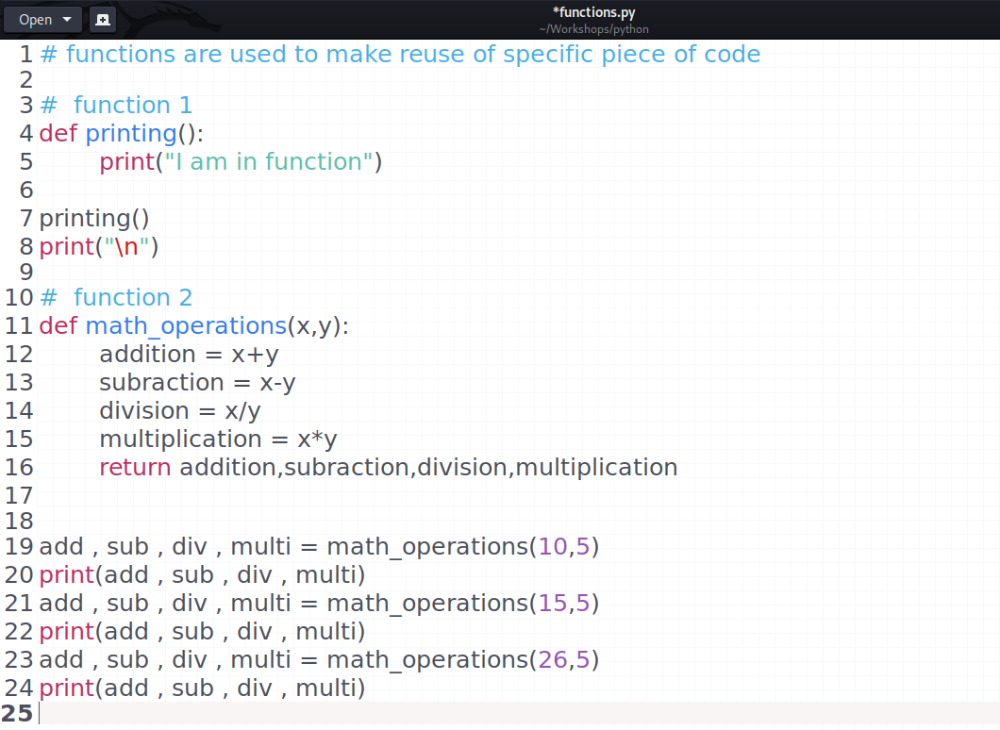 Open
*functions.py
~/Workshops/python
1 # functions are used to make reuse of specific piece of code
2
3 #  function 1
4 def printing():
5         print("I am in function")
6
7 printing()
8 print("\n")
9
10 #  function 2
11 def math_operations(x,y):
12         addition = x+y
13         subraction = x-y
14         division = x/y
15         multiplication = x*y
16         return addition,subraction,division,multiplication
17
18
19 add , sub , div , multi = math_operations(10,5)
20 print(add , sub , div , multi)
21 add , sub , div , multi = math_operations(15,5)
22 print(add , sub , div , multi)
23 add , sub , div , multi = math_operations(26,5)
24 print(add , sub , div , multi)
25